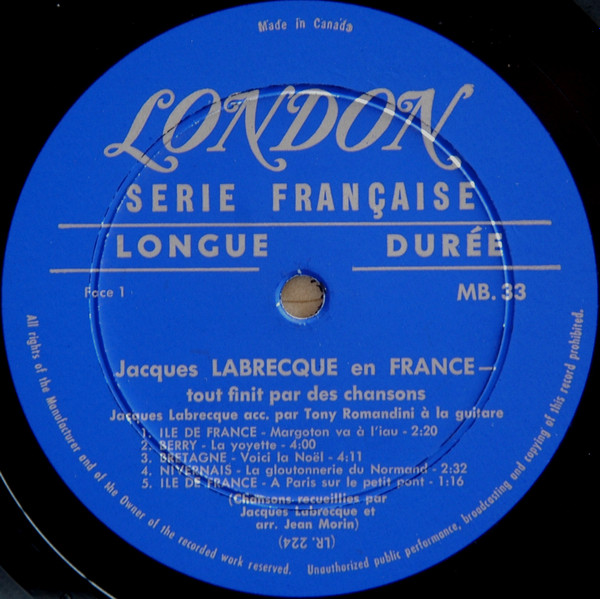 Made in Canada
LONDON
SERIE FRANÇAISE
LONGUE DURÉE
Face 1 MB. 33
Jacques LABRECQUE en FRANCE —
tout finit par des chansons
Jacques Labrecque acc. par Tony Romandini à la guitare
1. ILE DE FRANCE - Margoton va à l'iau - 2:20
2. BERRY - La yoyette - 4:00
3. BRETAGNE - Voici la Noël - 4:11
4. NIVERNAIS - La gloutonnerie du Normand - 2:32
5. ILE DE FRANCE - A Paris sur le petit pont - 1:16
(Chansons recueillies par
Jacques Labrecque et
arr. Jean Morin)
(LR. 224)
All rights of the Manufacturer and of the Owner of the recorded work reserved. Unauthorized public performance, broadcasting and copying of this record prohibited.